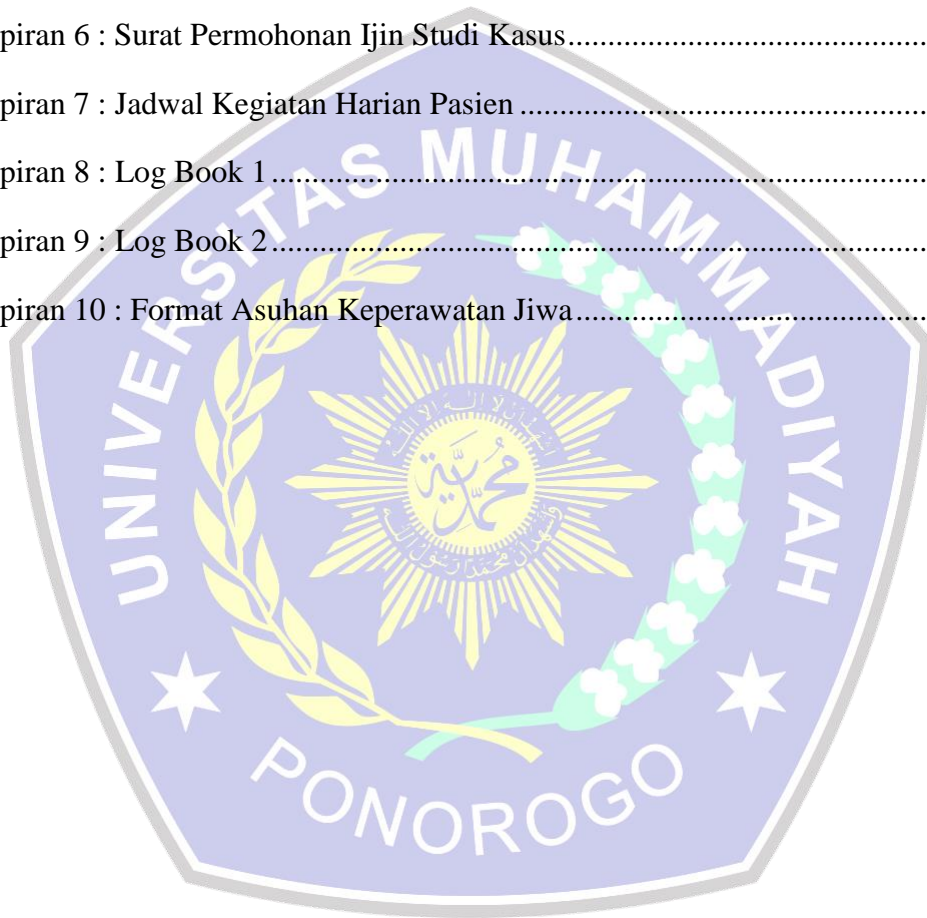 piran 6 : Surat Permohonan Ijin Studi Kasus
piran 7 : Jadwal Kegiatan Harian Pasien
piran 8 : Log Book 1
piran 9 : Log Book 2
piran 10 : Format Asuhan Keperawatan Jiwa
UNIVERSITAS MUHAMMADIYAH
محمد
PONOROGO